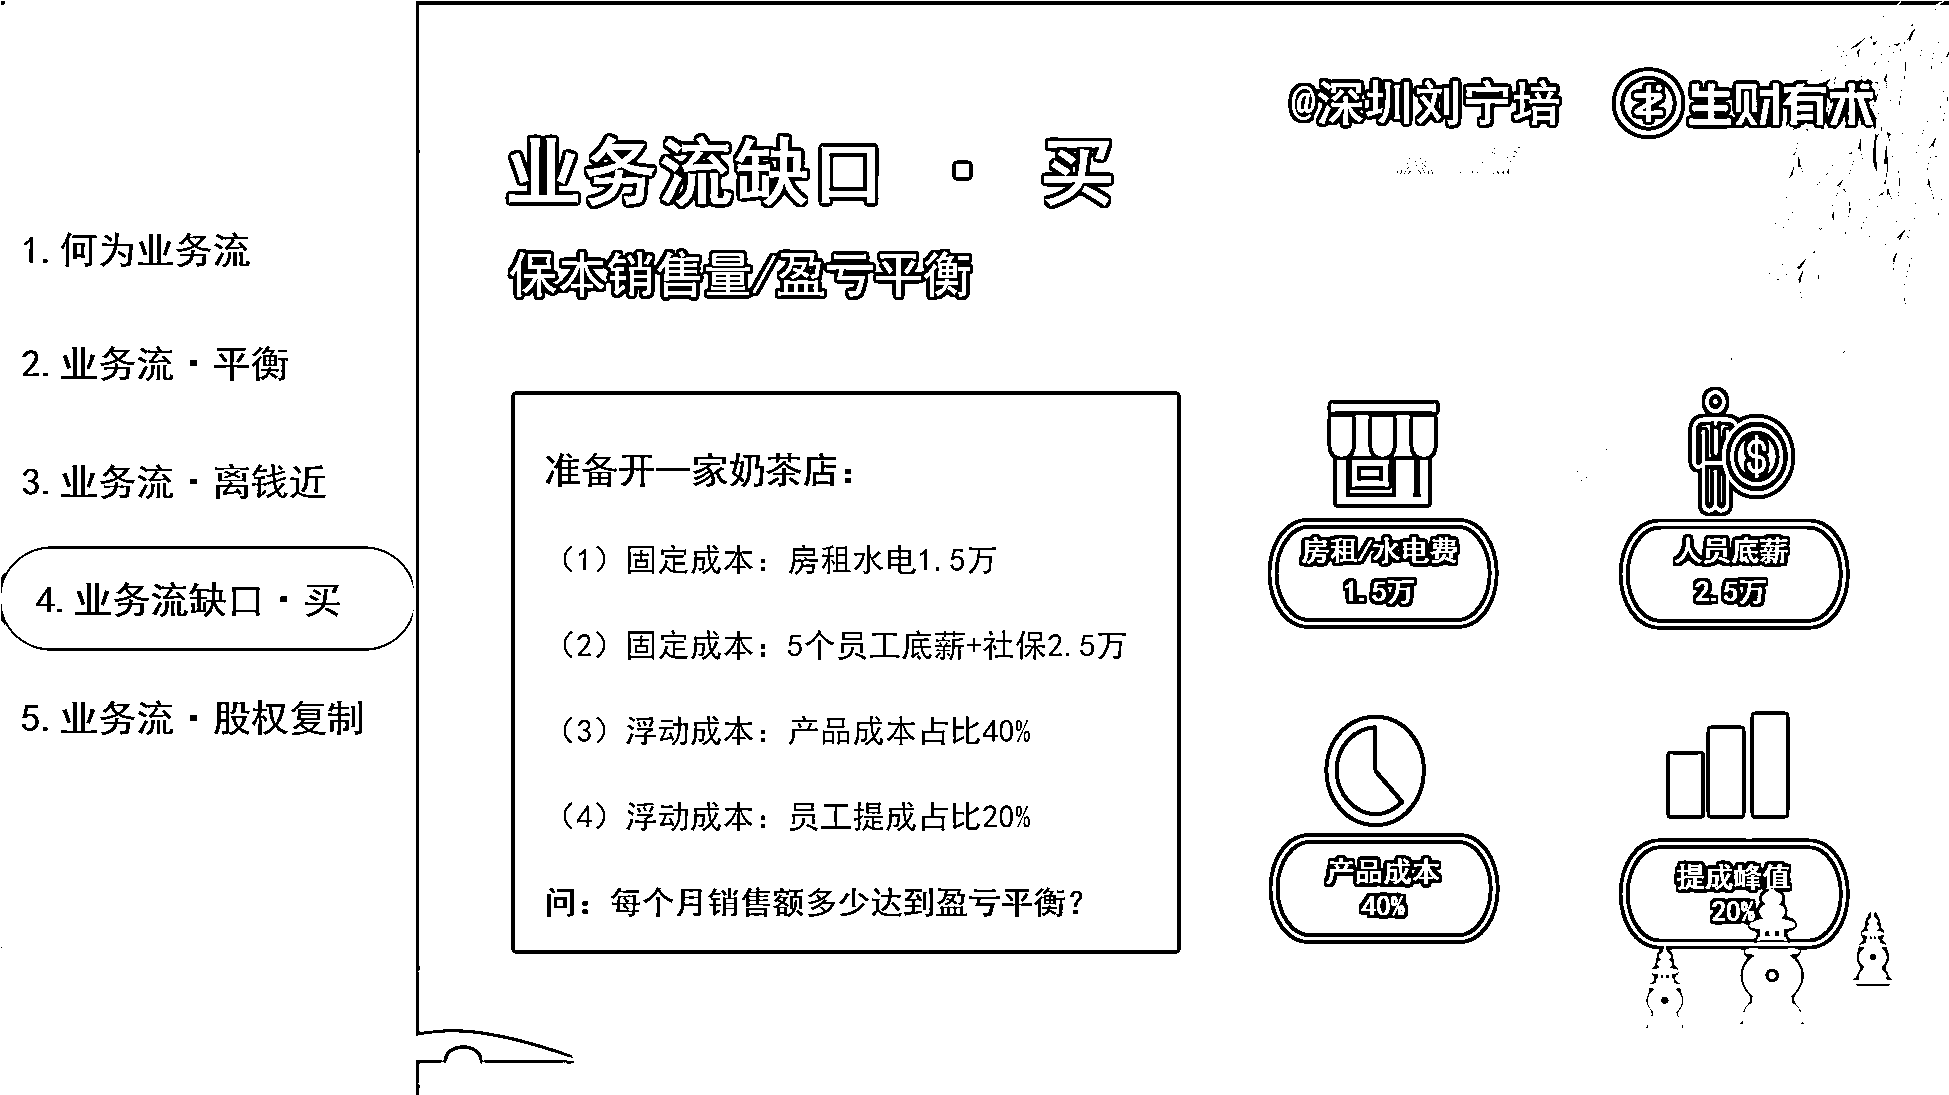 @深圳刘宁培
生财有术
业务流缺口 · 买
保本销售量/盈亏平衡
1.何为业务流
2.业务流·平衡
3.业务流·离钱近
4.业务流缺口·买
5.业务流·股权复制
准备开一家奶茶店：
（1）固定成本：房租水电1.5万
（2）固定成本：5个员工底薪+社保2.5万
（3）浮动成本：产品成本占比40%
（4）浮动成本：员工提成占比20%
问：每个月销售额多少达到盈亏平衡？
房租/水电费
1.5万
人员底薪
2.5万
产品成本
40%
提成峰值
20%